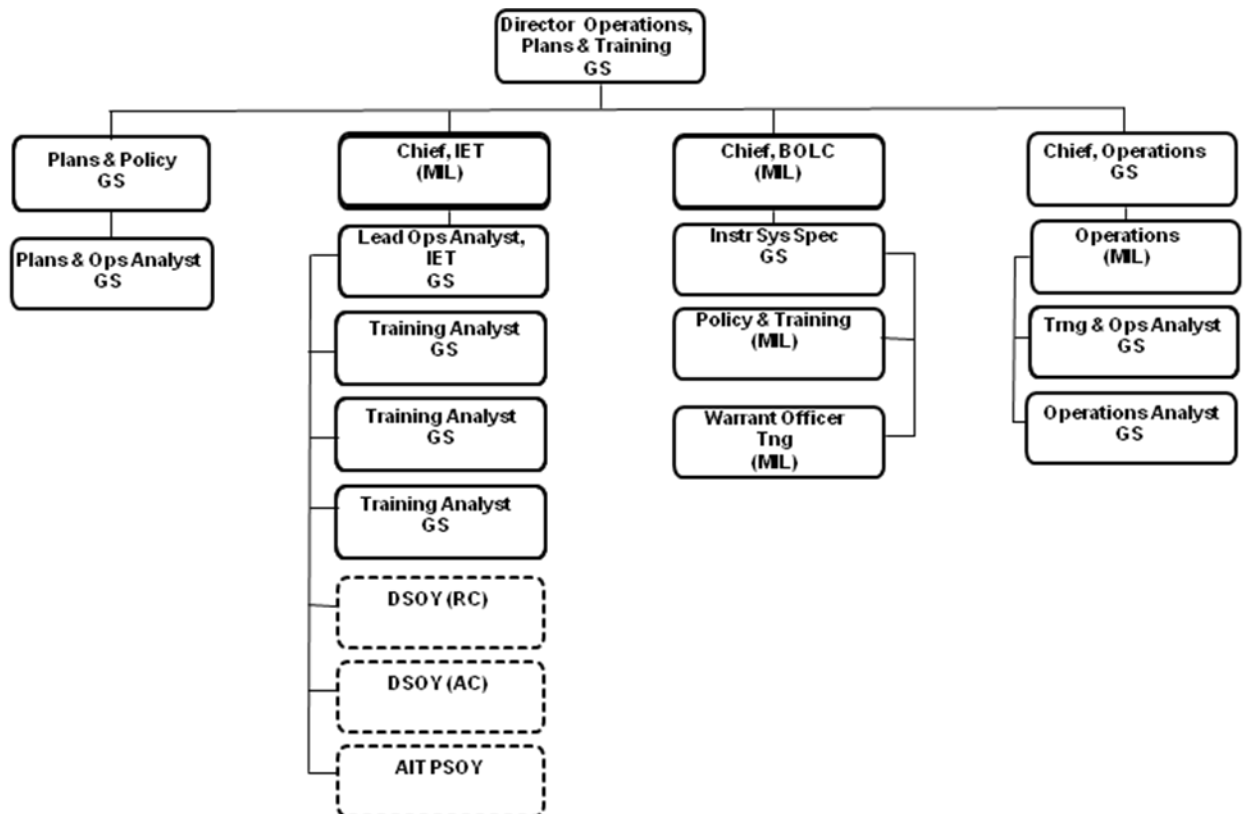 Director Operations,
Plans & Training
GS
Plans & Policy
GS
Chief, IET
(MIL)
Chief, BOLC
(MIL)
Chief, Operations
GS
Plans & Ops Analyst
GS
Lead Ops Analyst,
IET
GS
Training Analyst
GS
Training Analyst
GS
Training Analyst
GS
DSOY (RC)
DSOY (AC)
AIT PSOY
Instr Sys Spec
GS
Policy & Training
(MIL)
Warrant Officer
Tng
(MIL)
Operations
(MIL)
Trng & Ops Analyst
GS
Operations Analyst
GS